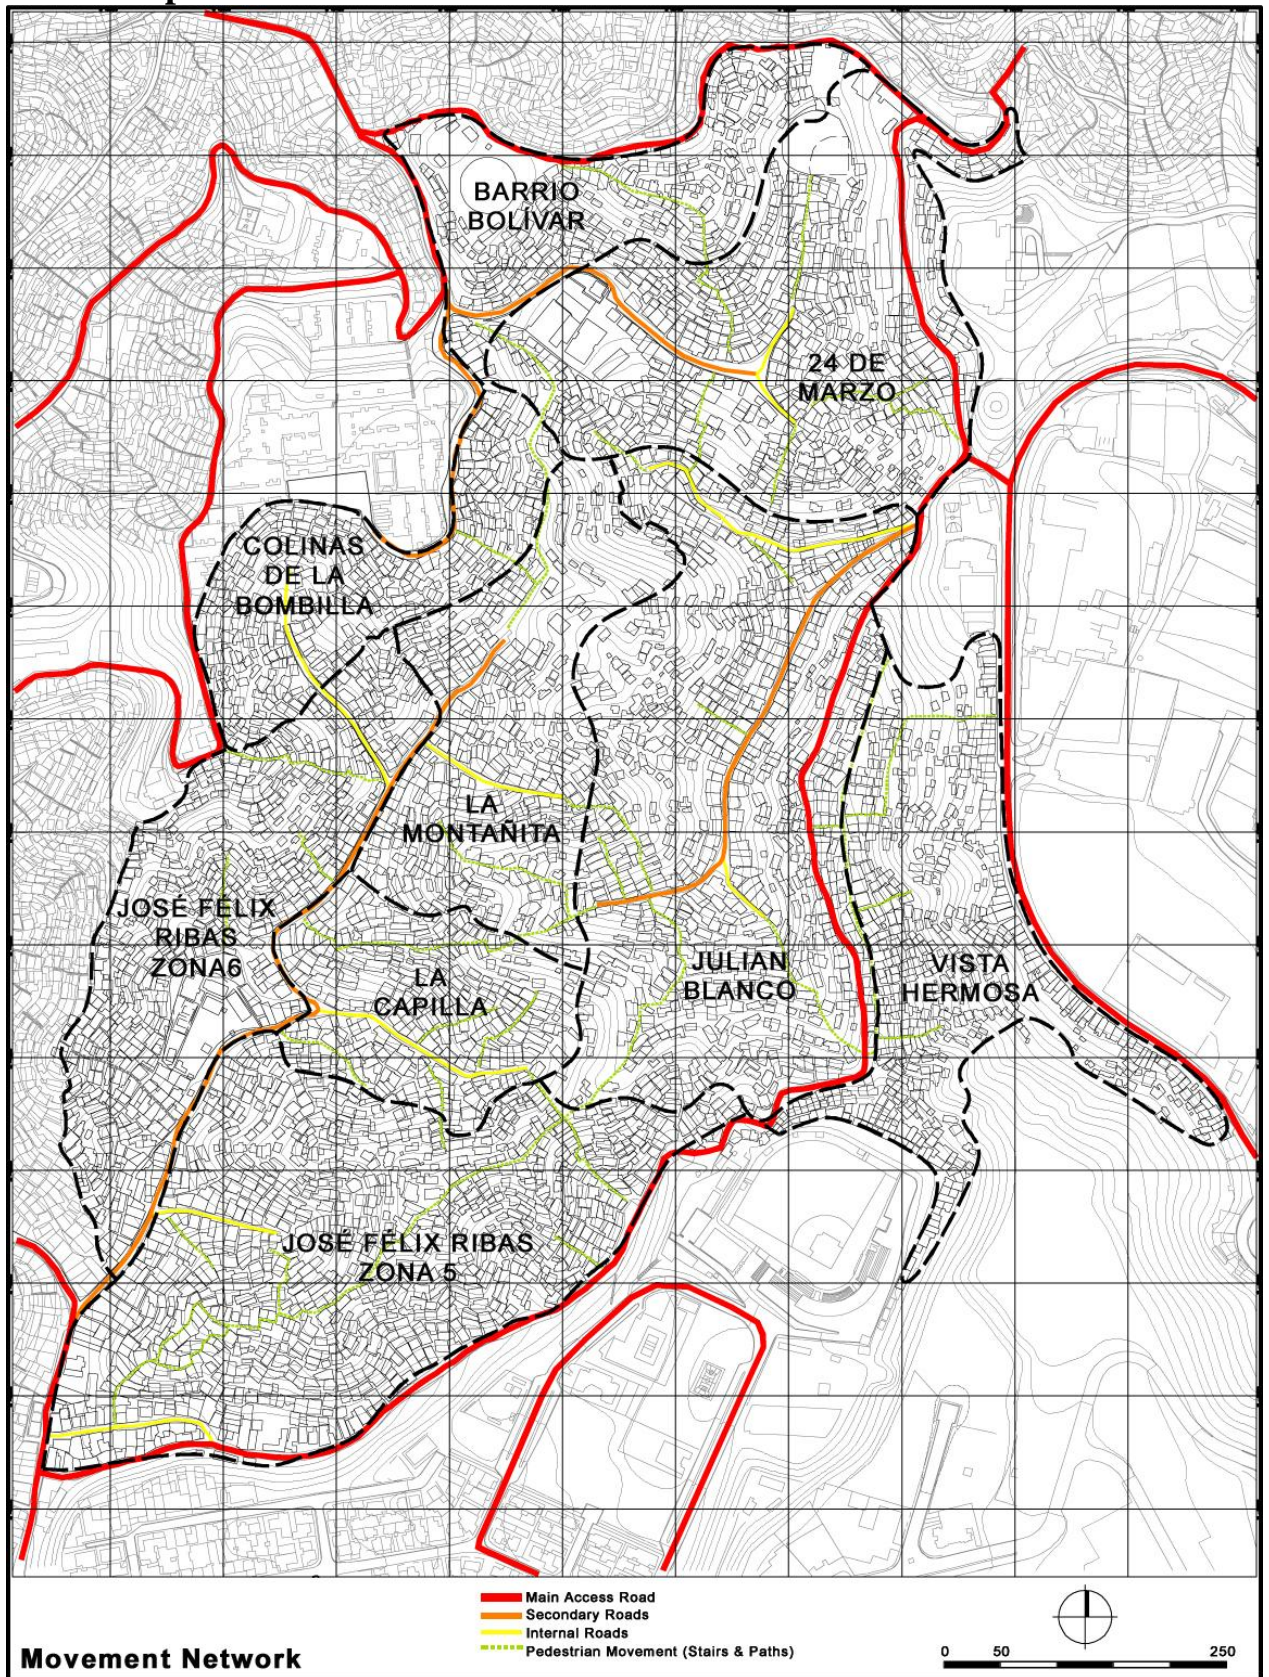 BARRIO
BOLÍVAR
24 DE
MARZO
COLINAS
DE LA
BOMBILLA
LA
MONTAÑITA
JOSÉ FÉLIX
RIBAS
ZONA6
LA
CAPILLA
JULIAN
BLANCO
VISTA
HERMOSA
JOSÉ FÉLIX RIBAS
ZONA 5
Main Access Road
Secondary Roads
Internal Roads
Pedestrian Movement (Stairs & Paths)
Movement Network
0 50 250